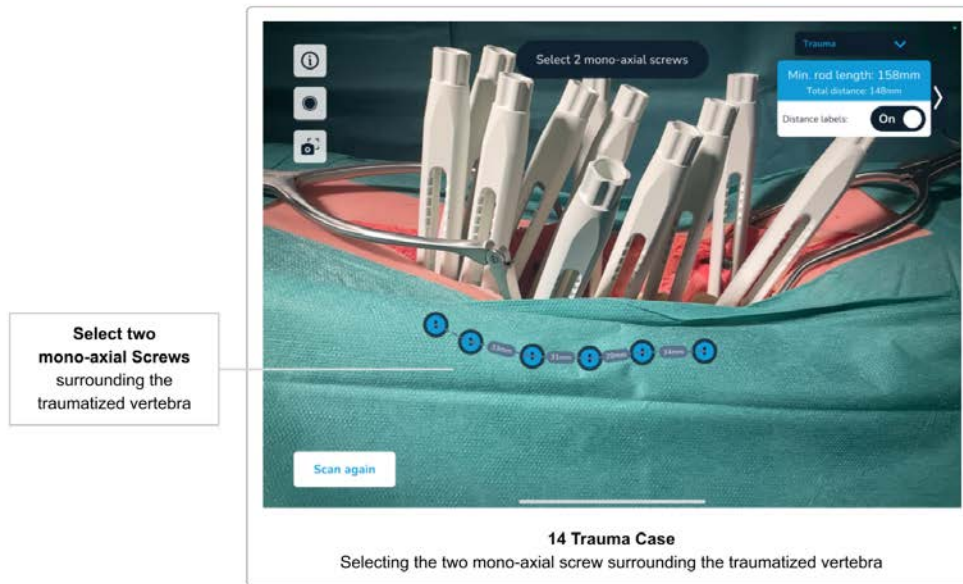 Select 2 mono-axial screws
Trauma
Min. rod length: 158mm
Total distance: 148mm
Distance labels:
On
Select two
mono-axial Screws
surrounding the
traumatized vertebra
31mm
34mm
Scan again
14 Trauma Case
Selecting the two mono-axial screw surrounding the traumatized vertebra